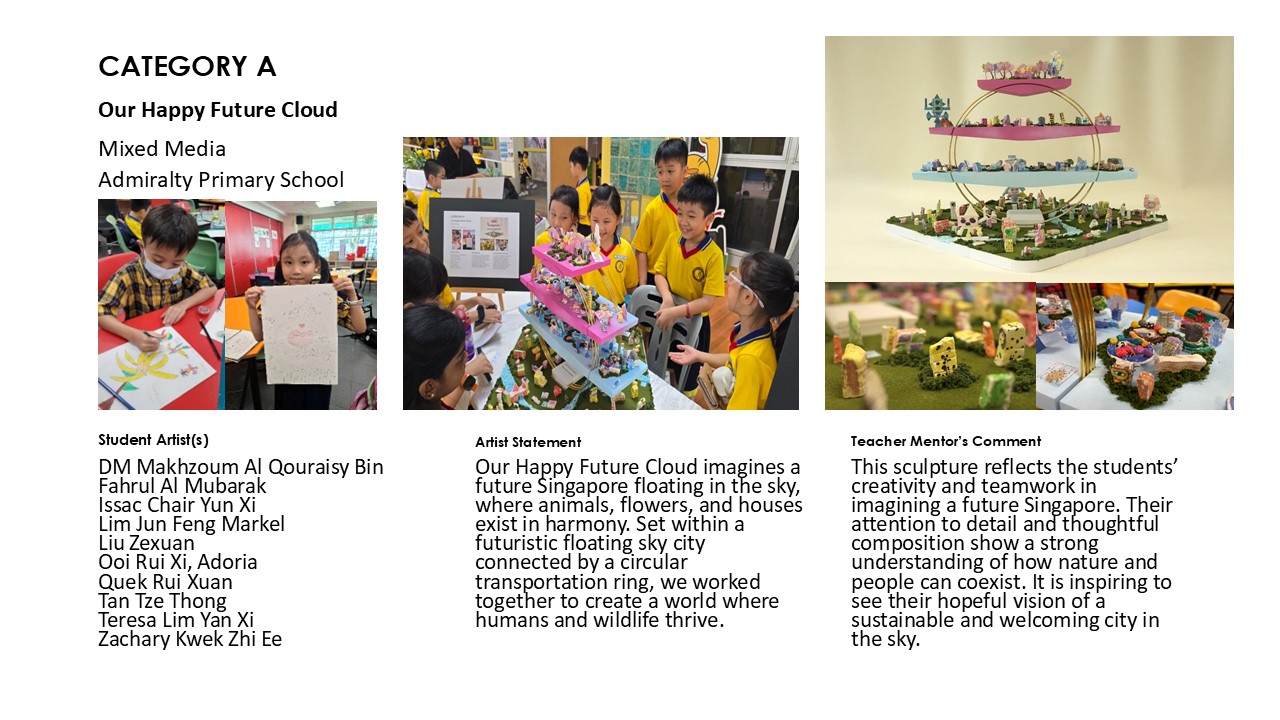 CATEGORY A
Our Happy Future Cloud
Mixed Media
Admiralty Primary School
Student Artist(s)
DM Makhzoum Al Qouraisy Bin
Fahrul Al Mubarak
Issac Chair Yun Xi
Lim Jun Feng Markel
Liu Zexuan
Ooi Rui Xi, Adoria
Quek Rui Xuan
Tan Tze Thong
Teresa Lim Yan Xi
Zachary Kwek Zhi Ee
Artist Statement
Our Happy Future Cloud imagines a
future Singapore floating in the sky,
where animals, flowers, and houses
exist in harmony. Set within a
futuristic floating sky city
connected by a circular
transportation ring, we worked
together to create a world where
humans and wildlife thrive.
Teacher Mentor's Comment
This sculpture reflects the students’
creativity and teamwork in
imagining a future Singapore. Their
attention to detail and thoughtful
composition show a strong
understanding of how nature and
people can coexist. It is inspiring to
see their hopeful vision of a
sustainable and welcoming city in
the sky.